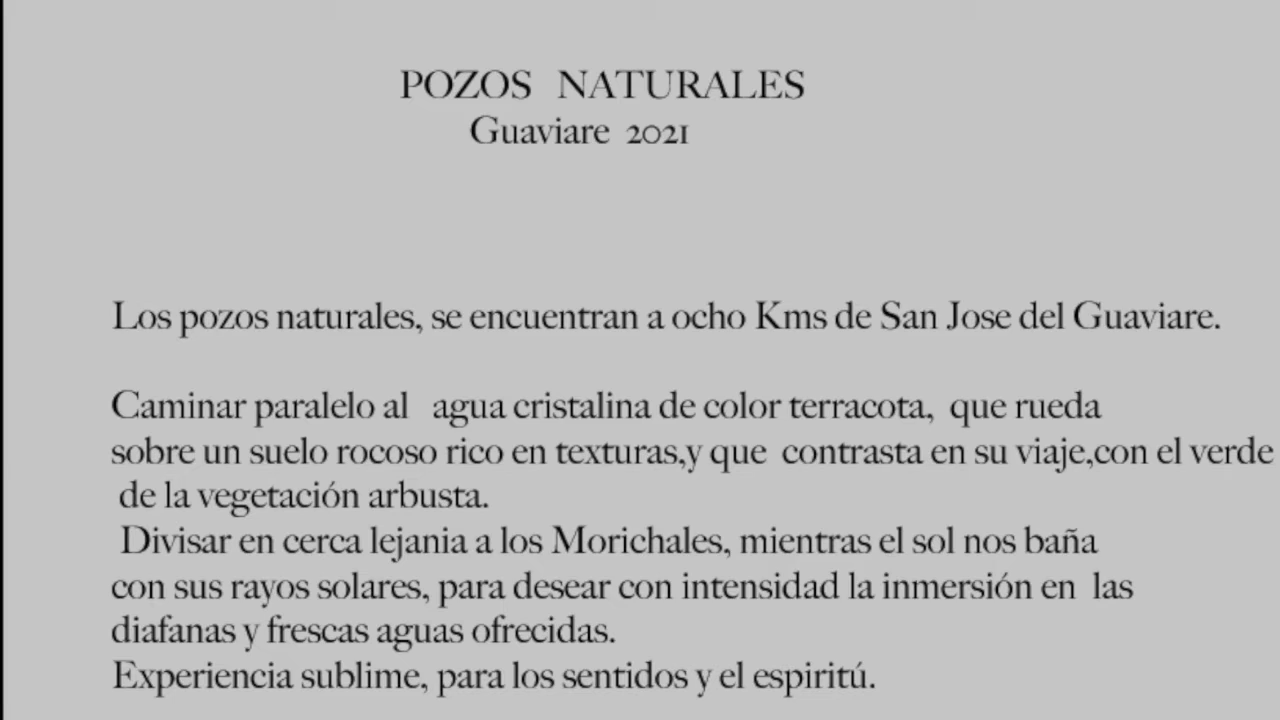 POZOS NATURALES
Guaviare 2021
Los pozos naturales, se encuentran a ocho Kms de San Jose del Guaviare.
Caminar paralelo al agua cristalina de color terracota, que rueda
sobre un suelo rocoso rico en texturas,y que contrasta en su viaje,con el verde
de la vegetación arbusta.
Divisar en cerca lejania a los Morichales, mientras el sol nos baña
con sus rayos solares, para desear con intensidad la inmersión en las
diafanas y frescas aguas ofrecidas.
Experiencia sublime, para los sentidos y el espiritú.